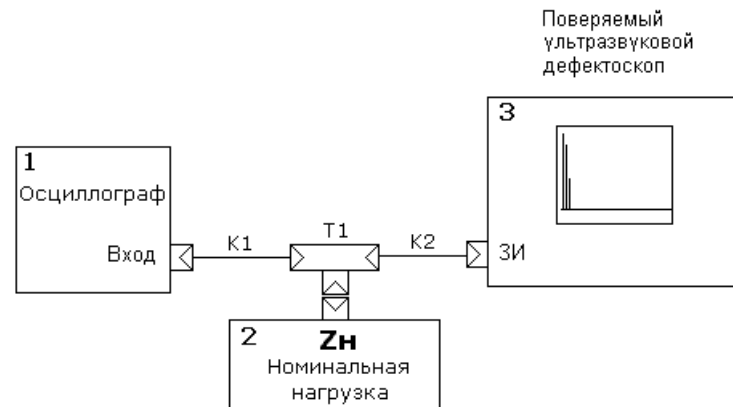 Поверяемый
ультразвуковой
дефектоскоп
3
1
Осциллограф
Вход
К1
Т1
К2
ЗИ
2
Zн
Номинальная
нагрузка